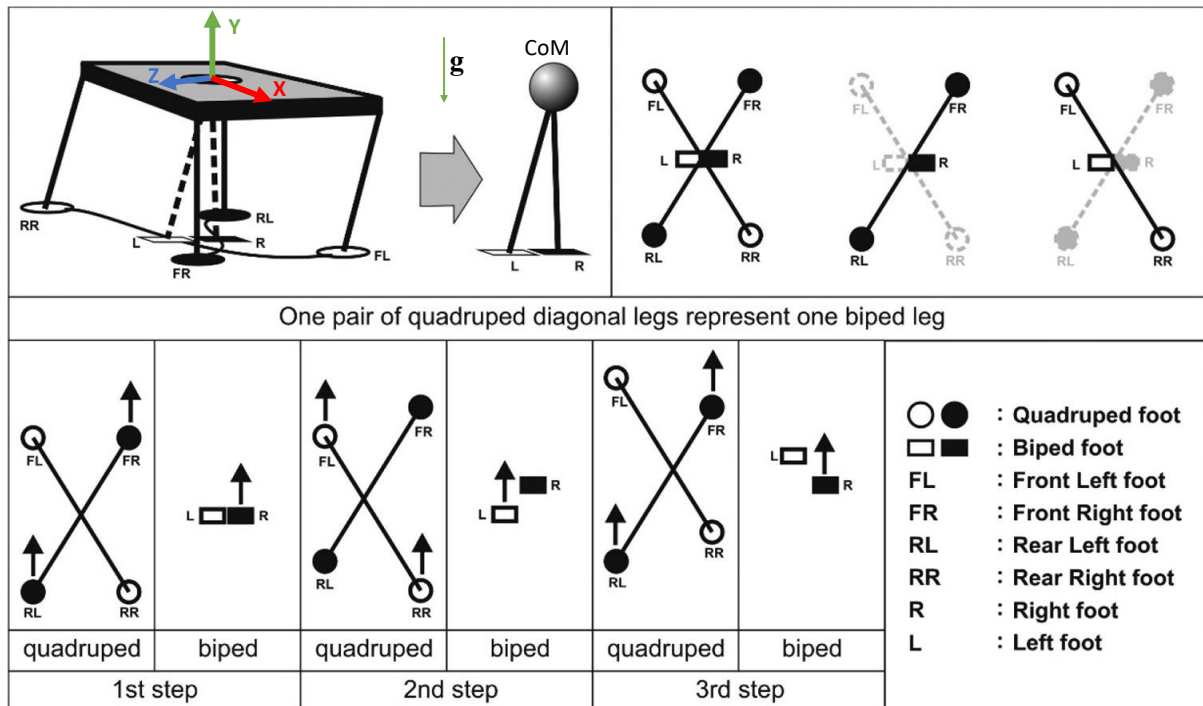 Y
Z
X
g
CoM
RR
L
R
RL
FR
FL
L
R
FL
FR
L
R
RL
RR
FL
FR
L
R
RL
RR
FL
FR
L
R
RL
RR
One pair of quadruped diagonal legs represent one biped leg
FL
FR
L
R
RL
RR
FL
FR
L
R
RL
RR
FL
FR
L
R
RL
RR
quadruped
biped
quadruped
biped
quadruped
biped
1st step
2nd step
3rd step
: Quadruped foot
: Biped foot
FL : Front Left foot
FR : Front Right foot
RL : Rear Left foot
RR : Rear Right foot
R : Right foot
L : Left foot